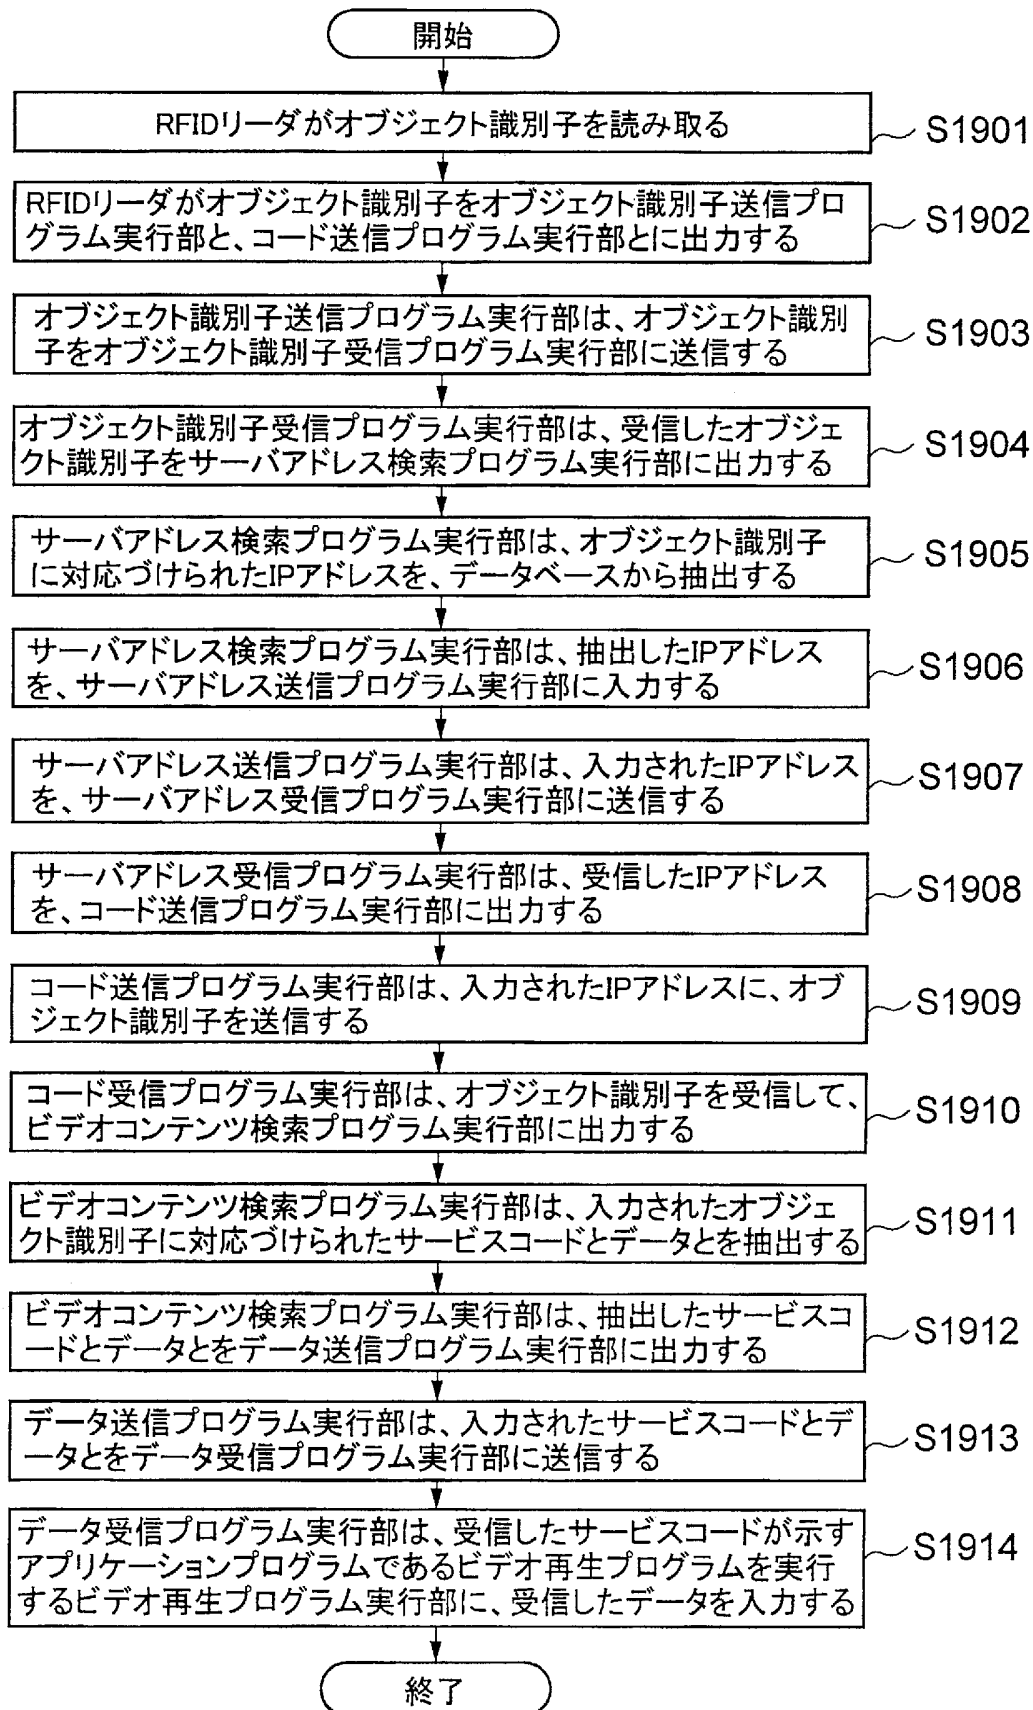 開始
RFIDリーダがオブジェクト識別子を読み取る
S1901
RFIDリーダがオブジェクト識別子をオブジェクト識別子送信プロ
グラム実行部と、コード送信プログラム実行部とに出力する
S1902
オブジェクト識別子送信プログラム実行部は、オブジェクト識別
子をオブジェクト識別子受信プログラム実行部に送信する
S1903
オブジェクト識別子受信プログラム実行部は、受信したオブジェ
クト識別子をサーバアドレス検索プログラム実行部に出力する
S1904
サーバアドレス検索プログラム実行部は、オブジェクト識別子
に対応づけられたIPアドレスを、データベースから抽出する
S1905
サーバアドレス検索プログラム実行部は、抽出したIPアドレス
を、サーバアドレス送信プログラム実行部に入力する
S1906
サーバアドレス送信プログラム実行部は、入力されたIPアドレス
を、サーバアドレス受信プログラム実行部に送信する
S1907
サーバアドレス受信プログラム実行部は、受信したIPアドレス
を、コード送信プログラム実行部に出力する
S1908
コード送信プログラム実行部は、入力されたIPアドレスに、オブ
ジェクト識別子を送信する
S1909
コード受信プログラム実行部は、オブジェクト識別子を受信して、
ビデオコンテンツ検索プログラム実行部に出力する
S1910
ビデオコンテンツ検索プログラム実行部は、入力されたオブジェ
クト識別子に対応づけられたサービスコードとデータとを抽出する
S1911
ビデオコンテンツ検索プログラム実行部は、抽出したサービスコ
ードとデータとをデータ送信プログラム実行部に出力する
S1912
データ送信プログラム実行部は、入力されたサービスコードとデ
ータとをデータ受信プログラム実行部に送信する
S1913
データ受信プログラム実行部は、受信したサービスコードが示す
アプリケーションプログラムであるビデオ再生プログラムを実行
するビデオ再生プログラム実行部に、受信したデータを入力する
S1914
終了